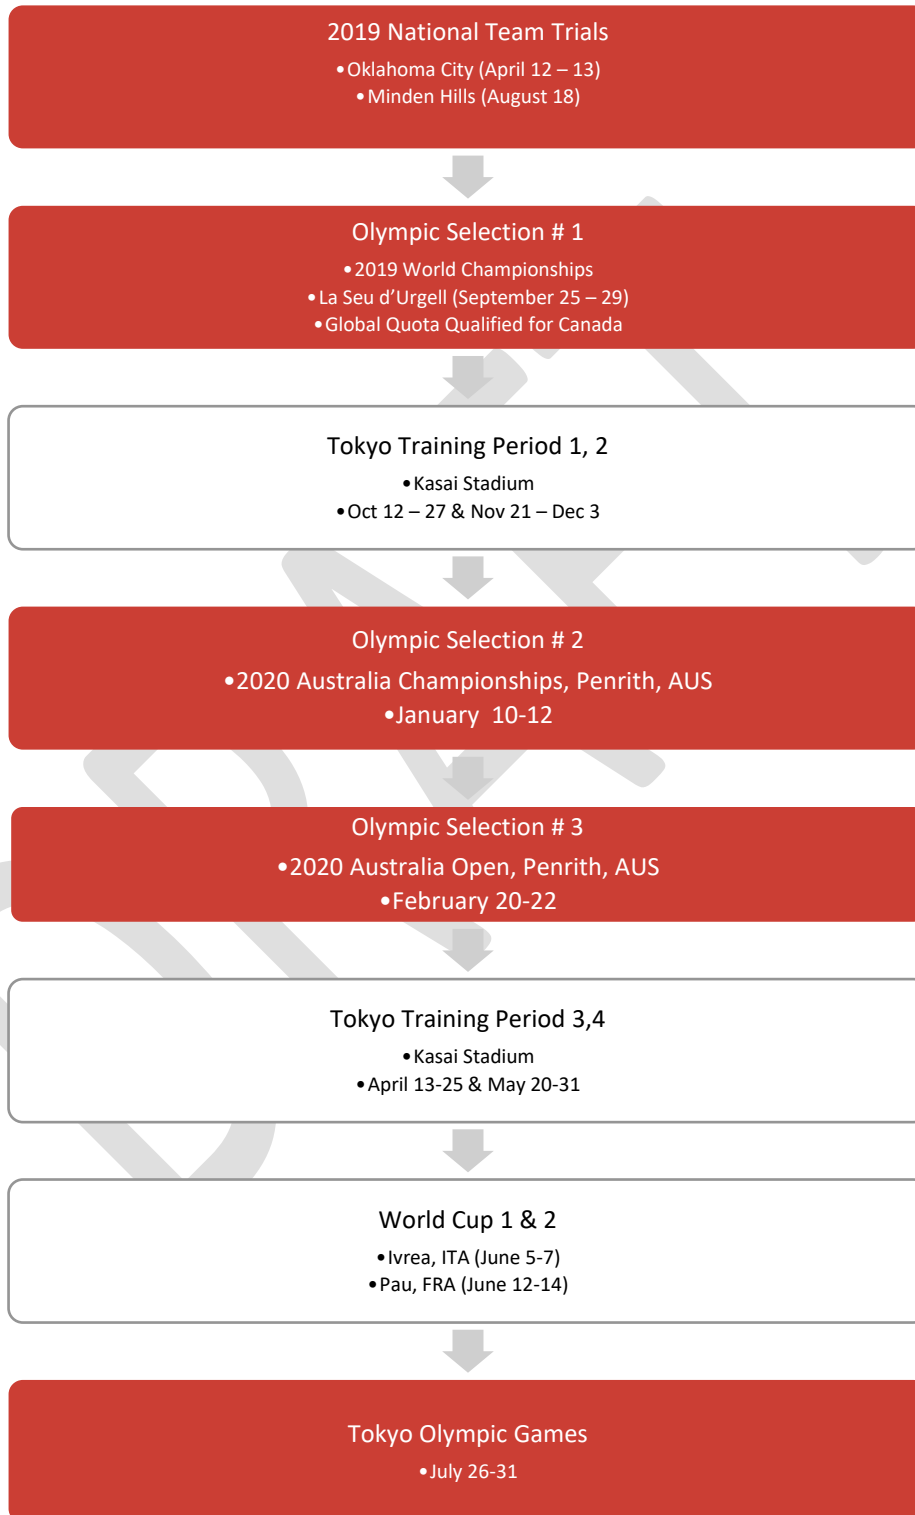 2019 National Team Trials
•Oklahoma City (April 12 – 13)
•Minden Hills (August 18)
Olympic Selection # 1
•2019 World Championships
•La Seu d’Urgell (September 25 – 29)
•Global Quota Qualified for Canada
Tokyo Training Period 1, 2
•Kasai Stadium
•Oct 12 – 27 & Nov 21 – Dec 3
Olympic Selection # 2
•2020 Australia Championships, Penrith, AUS
•January  10-12
Olympic Selection # 3
•2020 Australia Open, Penrith, AUS
•February 20-22
Tokyo Training Period 3,4
•Kasai Stadium
•April 13-25 & May 20-31
World Cup 1 & 2
•Ivrea, ITA (June 5-7)
•Pau, FRA (June 12-14)
Tokyo Olympic Games
•July 26-31
DRAFT